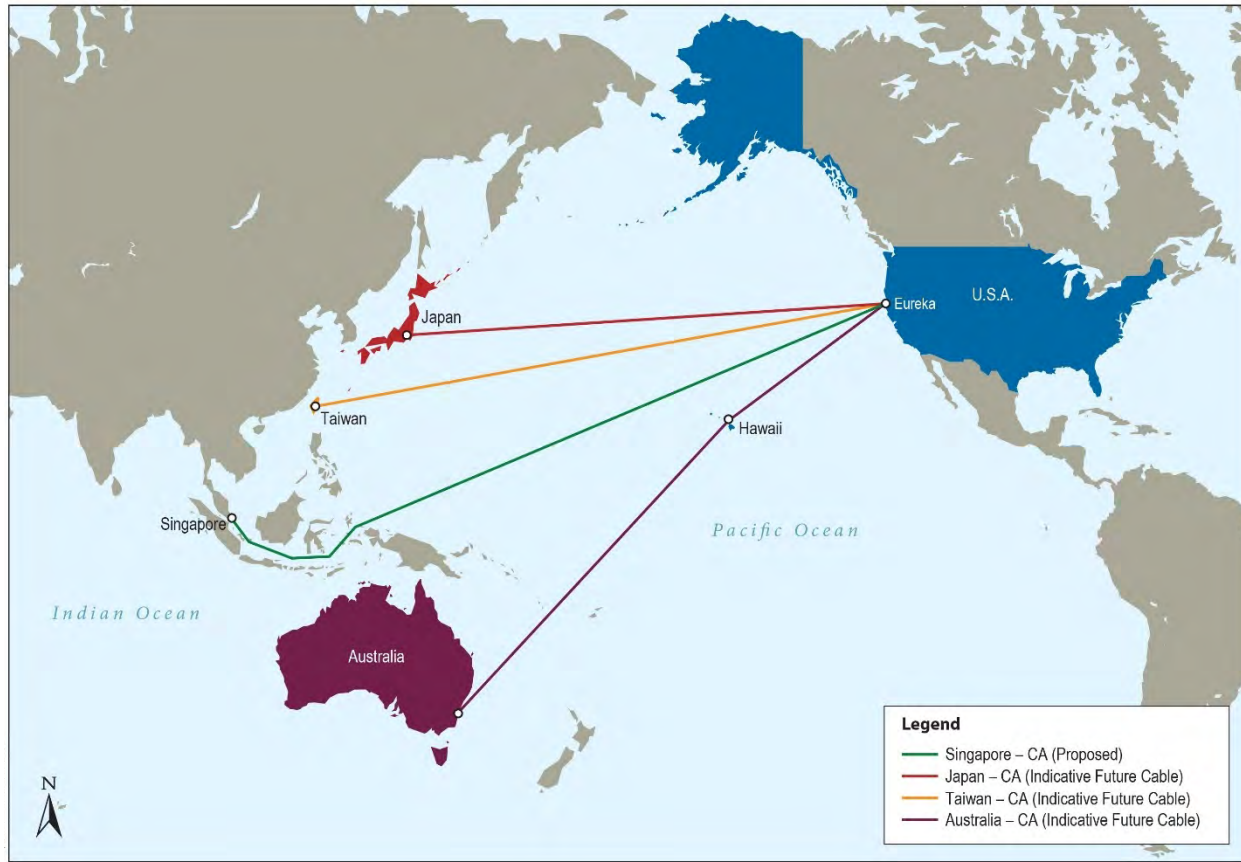 U.S.A.
Eureka
Japan
Taiwan
Hawaii
Singapore
Pacific Ocean
Indian Ocean
Australia
Legend
Singapore – CA (Proposed)
Japan – CA (Indicative Future Cable)
Taiwan – CA (Indicative Future Cable)
Australia – CA (Indicative Future Cable)
N